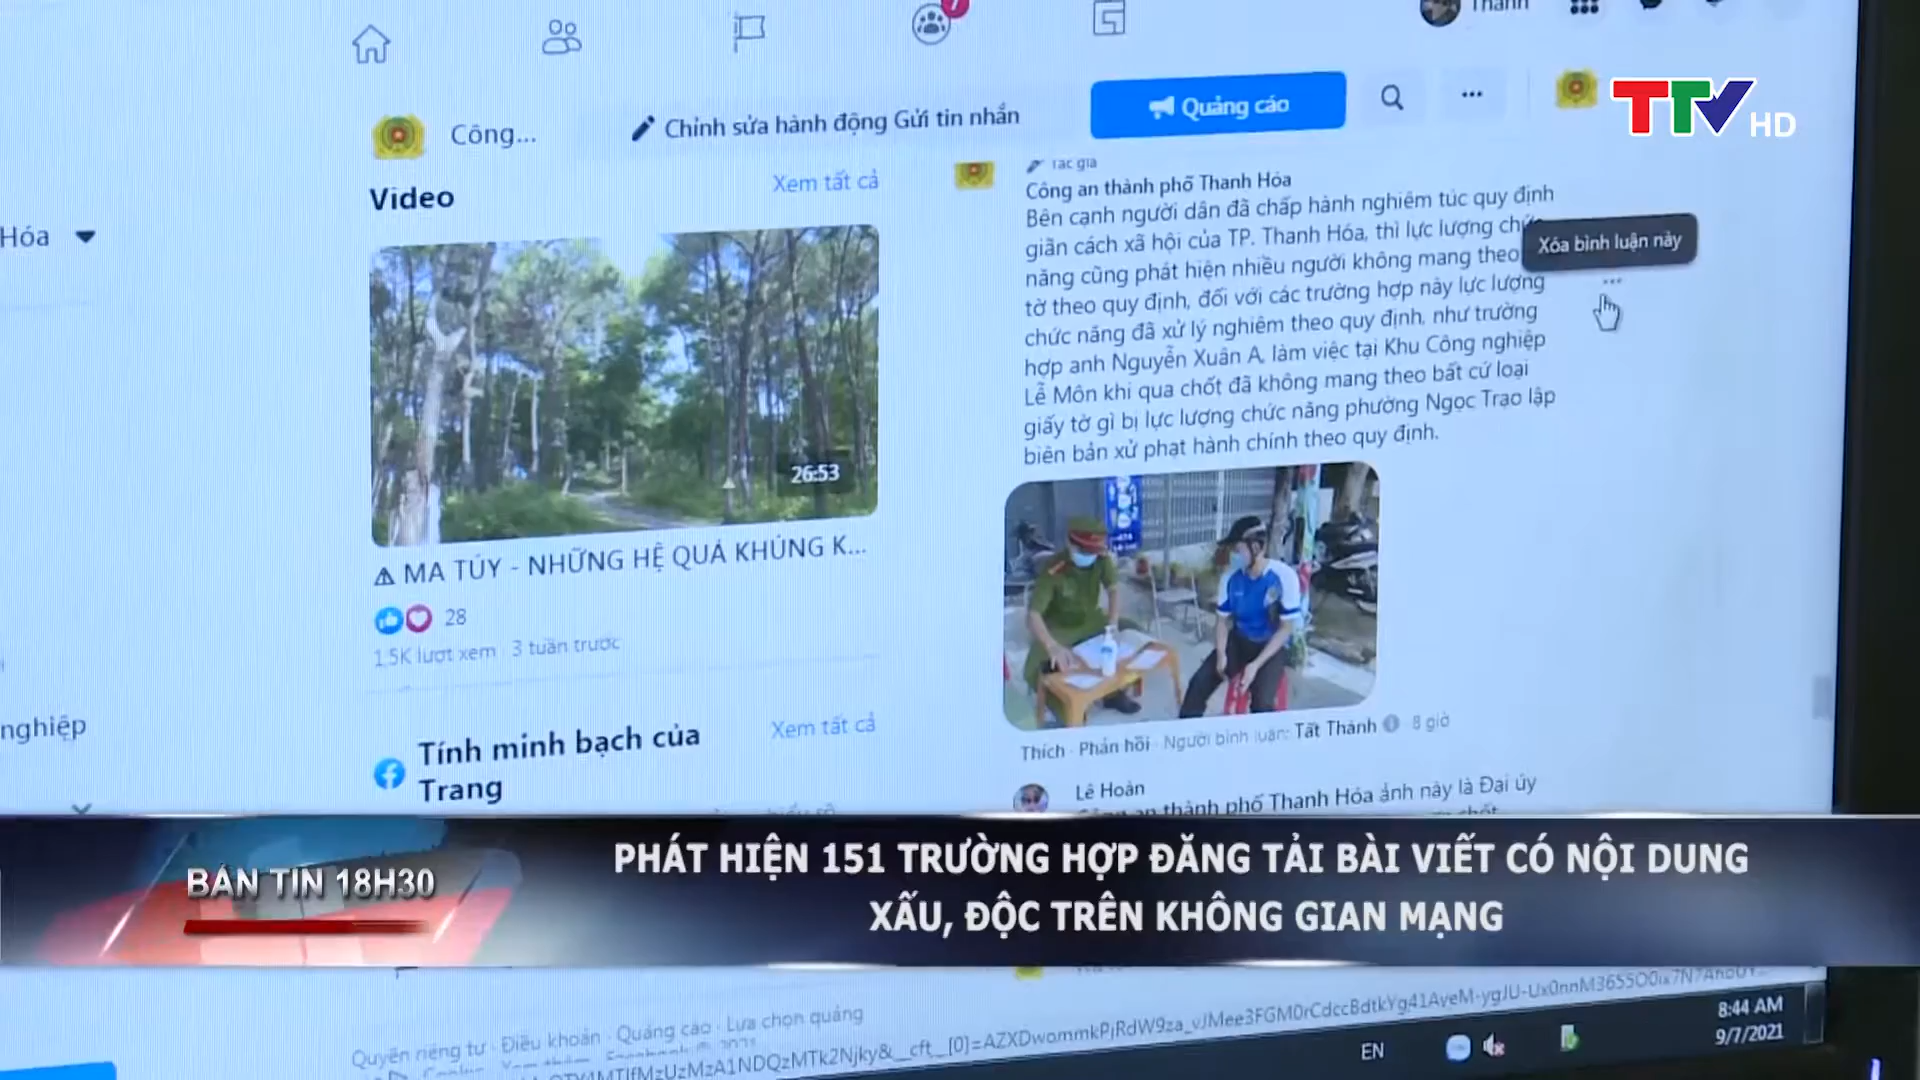 7
Thanh
Công...
Chỉnh sửa hành động Gửi tin nhắn
Quảng cáo
TTV HD
Hóa
Video
Xem tất cả
26:53
⚠ MA TÚY - NHỮNG HỆ QUẢ KHỦNG K...
28
1,5K lượt xem · 3 tuần trước
Tính minh bạch của
Trang
Xem tất cả
nghiệp
Tác giả
Công an thành phố Thanh Hóa
Bên cạnh người dân đã chấp hành nghiêm túc quy định
giãn cách xã hội của TP. Thanh Hóa, thì lực lượng
năng cũng phát hiện nhiều người không mang theo
tờ theo quy định, đối với các trường hợp này lực lượng
chức năng đã xử lý nghiêm theo quy định, như trường
hợp anh Nguyễn Xuân A, làm việc tại Khu Công nghiệp
Lễ Môn khi qua chốt đã không mang theo bất cứ loại
giấy tờ gì bị lực lượng chức năng phường Ngọc Trạo lập
biên bản xử phạt hành chính theo quy định.
Xóa bình luận này
Thích · Phản hồi · Người bình luận: Tất Thành · 8 giờ
Lê Hoàn
an thành phố Thanh Hóa ảnh này là Đại úy
chốt
BẢN TIN 18H30
PHÁT HIỆN 151 TRƯỜNG HỢP ĐĂNG TẢI BÀI VIẾT CÓ NỘI DUNG
XẤU, ĐỘC TRÊN KHÔNG GIAN MẠNG
Quyền riêng tư · Điều khoản · Quảng cáo · Lựa chọn quảng
EN
8:44 AM
9/7/2021